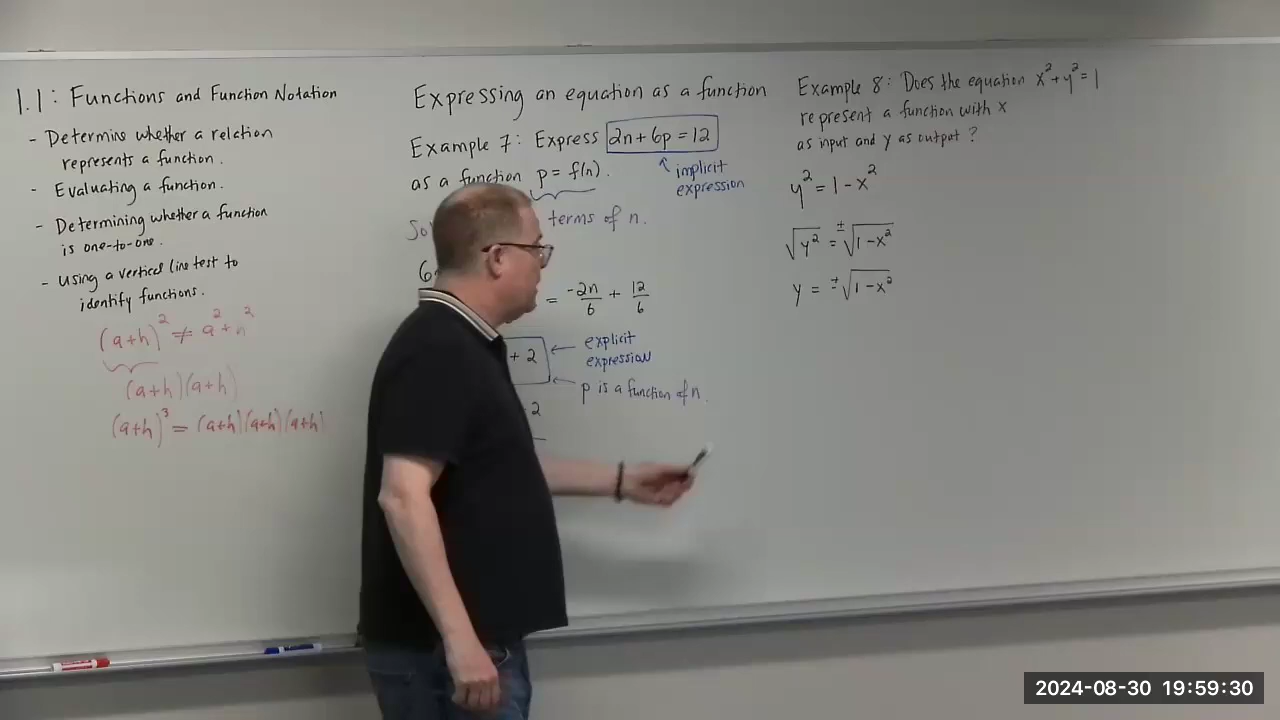 1.1: Functions and Function Notation
- Determine whether a relation
represents a function.
- Evaluating a function.
- Determining whether a function
is one-to-one.
- Using a vertical line test to
identify functions.
(a+h)² ≠ a²+h²
(a+h)(a+h)
(a+h)³ = (a+h)(a+h)(a+h)
Expressing an equation as a function
Example 7: Express 2n+6p=12
as a function p = f(n).
implicit
expression
terms of n.
= -2n/6 + 12/6
+ 2
explicit
expression
p is a function of n.
2
Example 8: Does the equation x²+y²=1
represent a function with x
as input and y as output?
y² = 1-x²
√y² = ±√1-x²
y = ±√1-x²
2024-08-30 19:59:30